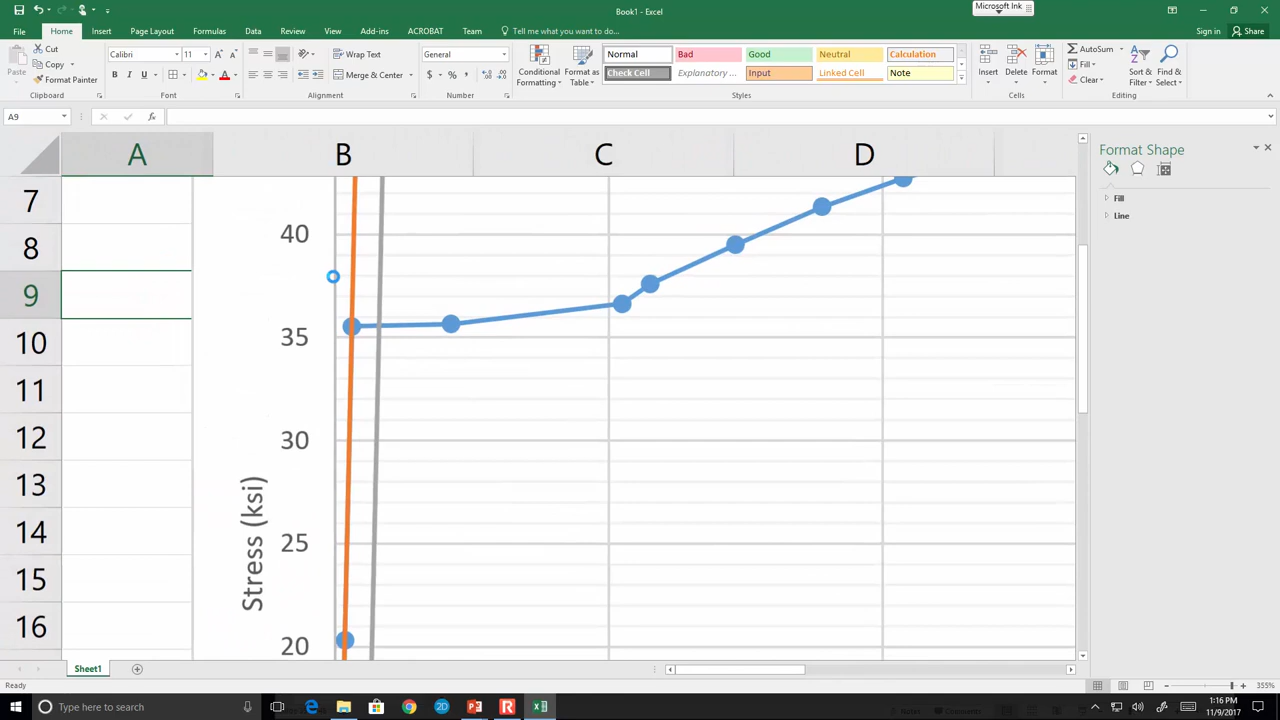 Book1 - Excel
Microsoft Ink
File Home Insert Page Layout Formulas Data Review View Add-ins ACROBAT Team Tell me what you want to do... Sign in Share
Paste
Cut
Copy
Format Painter
Clipboard
Calibri 11
B I U
Font
Wrap Text
Merge & Center
Alignment
General
$ % ,
Number
Conditional Formatting
Format as Table
Normal Bad Good Neutral Calculation
Check Cell Explanatory ... Input Linked Cell Note
Styles
Insert Delete Format
Cells
AutoSum
Fill
Clear
Sort & Filter
Find & Select
Editing
A9 fx
A B C D
7
8
9
10
11
12
13
14
15
16
40
35
30
25
20
Stress (ksi)
Format Shape
Fill
Line
Sheet1
Ready 355%
Type here to search
1:16 PM
11/9/2017